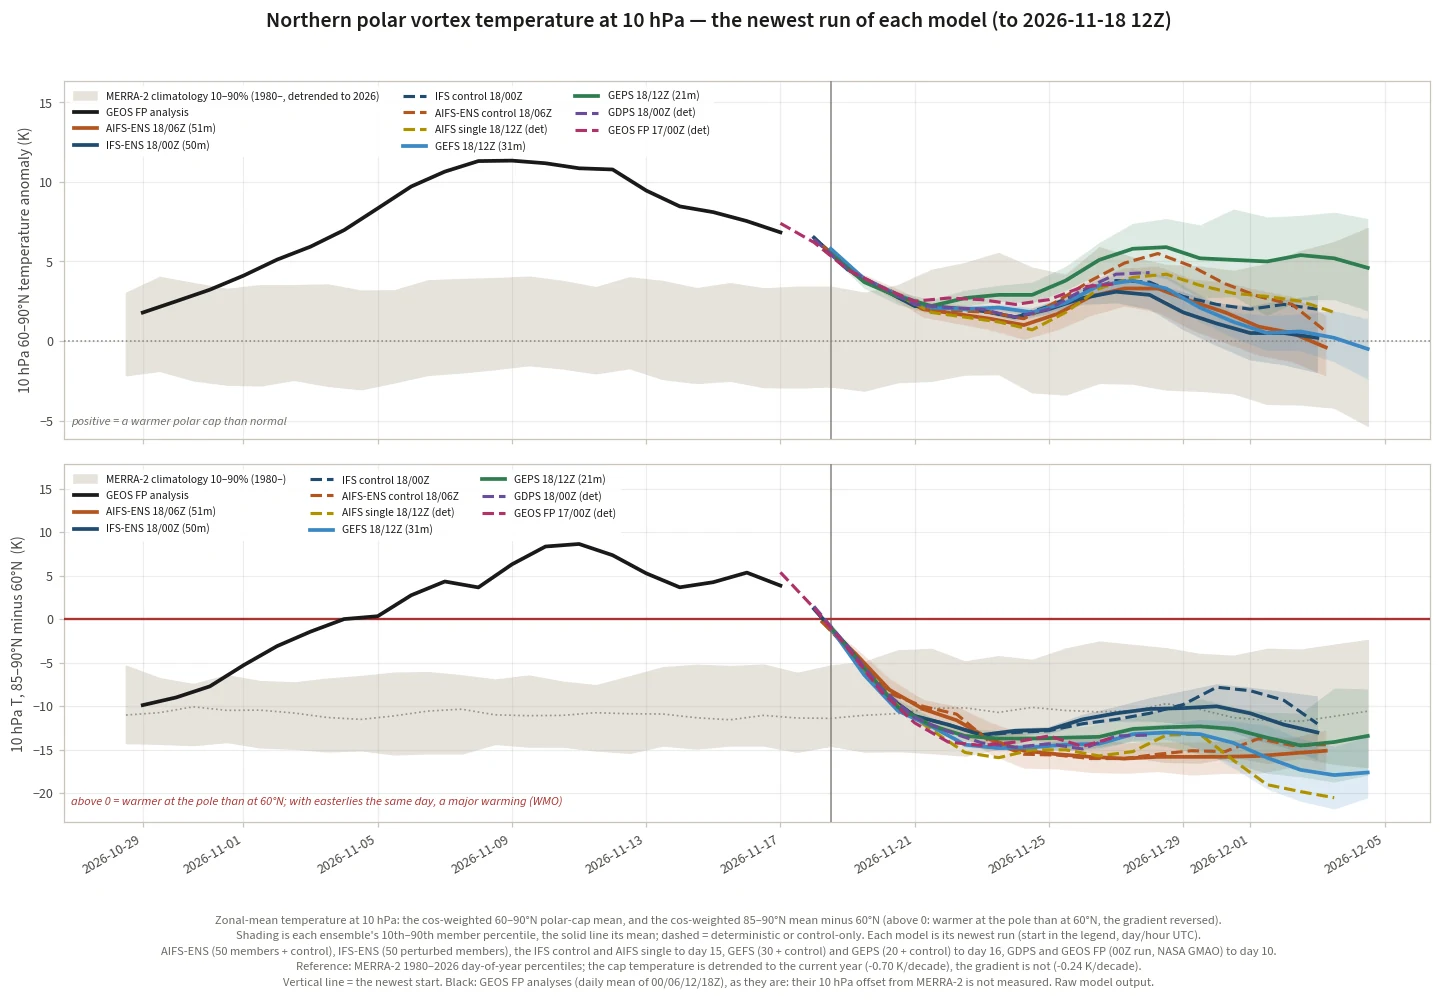 Northern polar vortex temperature at 10 hPa — the newest run of each model (to 2026-11-18 12Z)
10 hPa 60–90°N temperature anomaly (K)
15
10
5
0
−5
MERRA-2 climatology 10–90% (1980–, detrended to 2026)
GEOS FP analysis
AIFS-ENS 18/06Z (51m)
IFS-ENS 18/00Z (50m)
IFS control 18/00Z
AIFS-ENS control 18/06Z
AIFS single 18/12Z (det)
GEFS 18/12Z (31m)
GEPS 18/12Z (21m)
GDPS 18/00Z (det)
GEOS FP 17/00Z (det)
positive = a warmer polar cap than normal
10 hPa T, 85–90°N minus 60°N (K)
15
10
5
0
−5
−10
−15
−20
MERRA-2 climatology 10–90% (1980–)
GEOS FP analysis
AIFS-ENS 18/06Z (51m)
IFS-ENS 18/00Z (50m)
IFS control 18/00Z
AIFS-ENS control 18/06Z
AIFS single 18/12Z (det)
GEFS 18/12Z (31m)
GEPS 18/12Z (21m)
GDPS 18/00Z (det)
GEOS FP 17/00Z (det)
above 0 = warmer at the pole than at 60°N; with easterlies the same day, a major warming (WMO)
2026-10-29
2026-11-01
2026-11-05
2026-11-09
2026-11-13
2026-11-17
2026-11-21
2026-11-25
2026-11-29
2026-12-01
2026-12-05
Zonal-mean temperature at 10 hPa: the cos-weighted 60–90°N polar-cap mean, and the cos-weighted 85–90°N mean minus 60°N (above 0: warmer at the pole than at 60°N, the gradient reversed).
Shading is each ensemble's 10th–90th member percentile, the solid line its mean; dashed = deterministic or control-only. Each model is its newest run (start in the legend, day/hour UTC).
AIFS-ENS (50 members + control), IFS-ENS (50 perturbed members), the IFS control and AIFS single to day 15, GEFS (30 + control) and GEPS (20 + control) to day 16, GDPS and GEOS FP (00Z run, NASA GMAO) to day 10.
Reference: MERRA-2 1980–2026 day-of-year percentiles; the cap temperature is detrended to the current year (-0.70 K/decade), the gradient is not (-0.24 K/decade).
Vertical line = the newest start. Black: GEOS FP analyses (daily mean of 00/06/12/18Z), as they are: their 10 hPa offset from MERRA-2 is not measured. Raw model output.